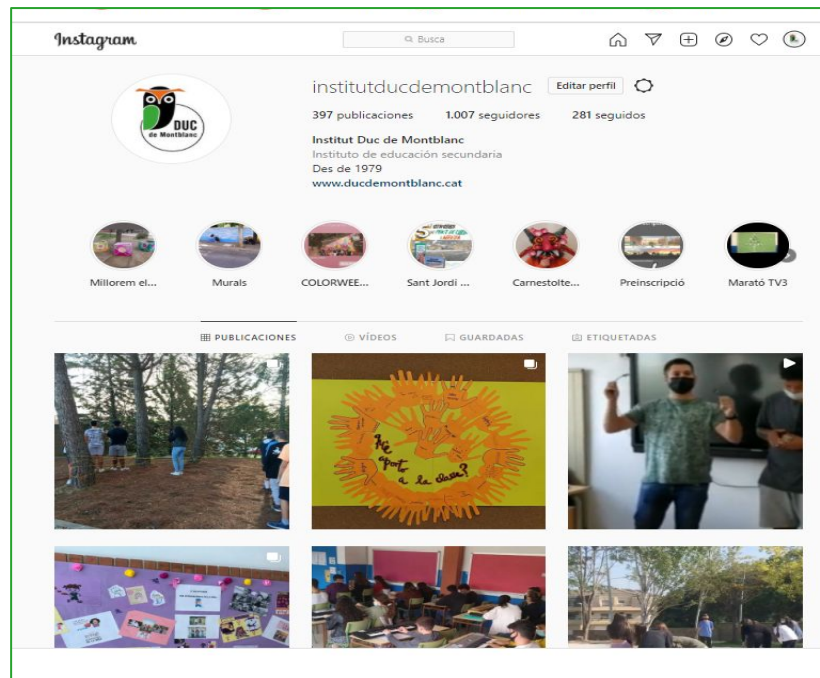 Instagram
Busca
DUC
de Montblanc
institutducdemontblanc Editar perfil
397 publicaciones 1.007 seguidores 281 seguidos
Institut Duc de Montblanc
Instituto de educación secundaria
Des de 1979
www.ducdemontblanc.cat
Millorem el... Murals COLORWEE... Sant Jordi ... Carnestolte... Preinscripció Marató TV3
PUBLICACIONES VÍDEOS GUARDADAS ETIQUETADAS
aporto
a la classe?